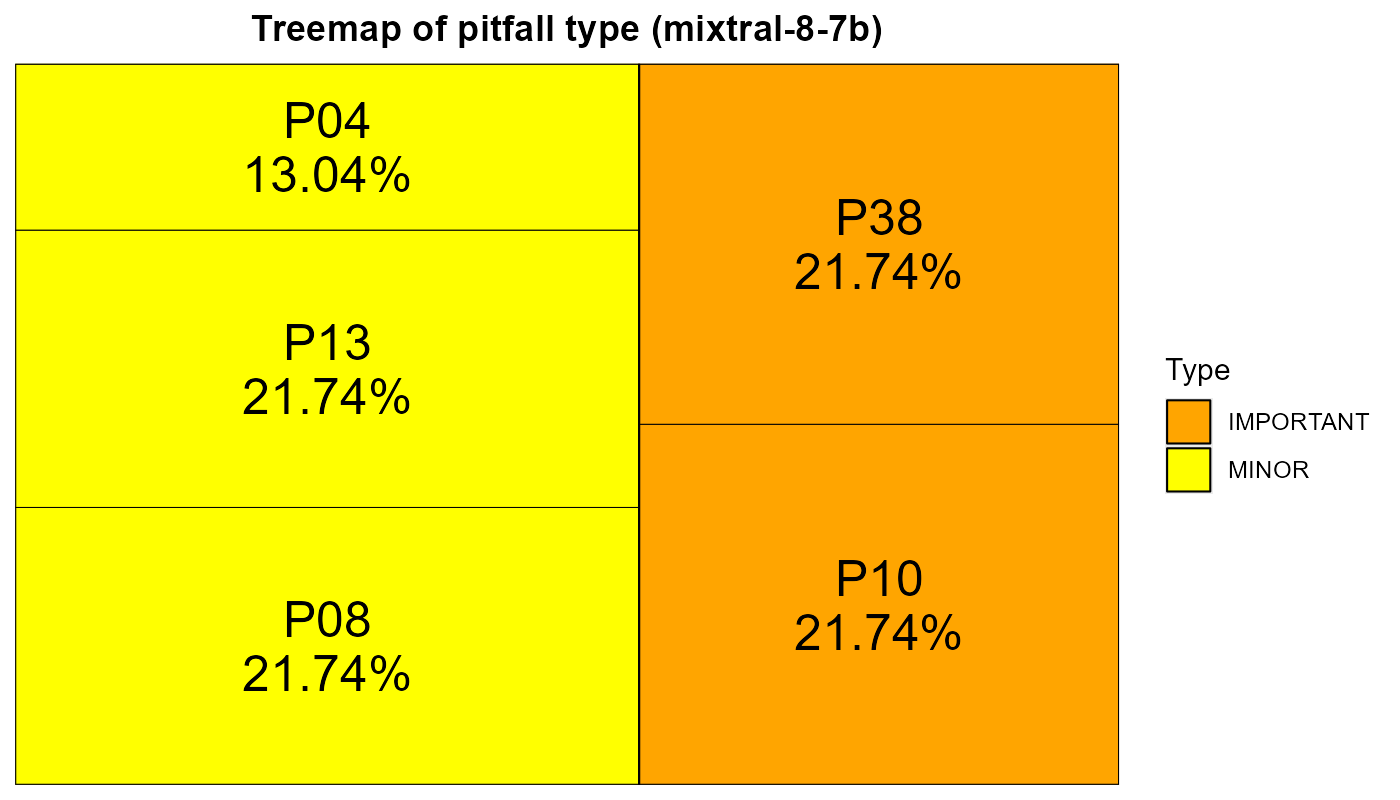 Treemap of pitfall type (mixtral-8-7b)
P04
13.04%
P13
21.74%
P08
21.74%
P38
21.74%
P10
21.74%
Type
IMPORTANT
MINOR